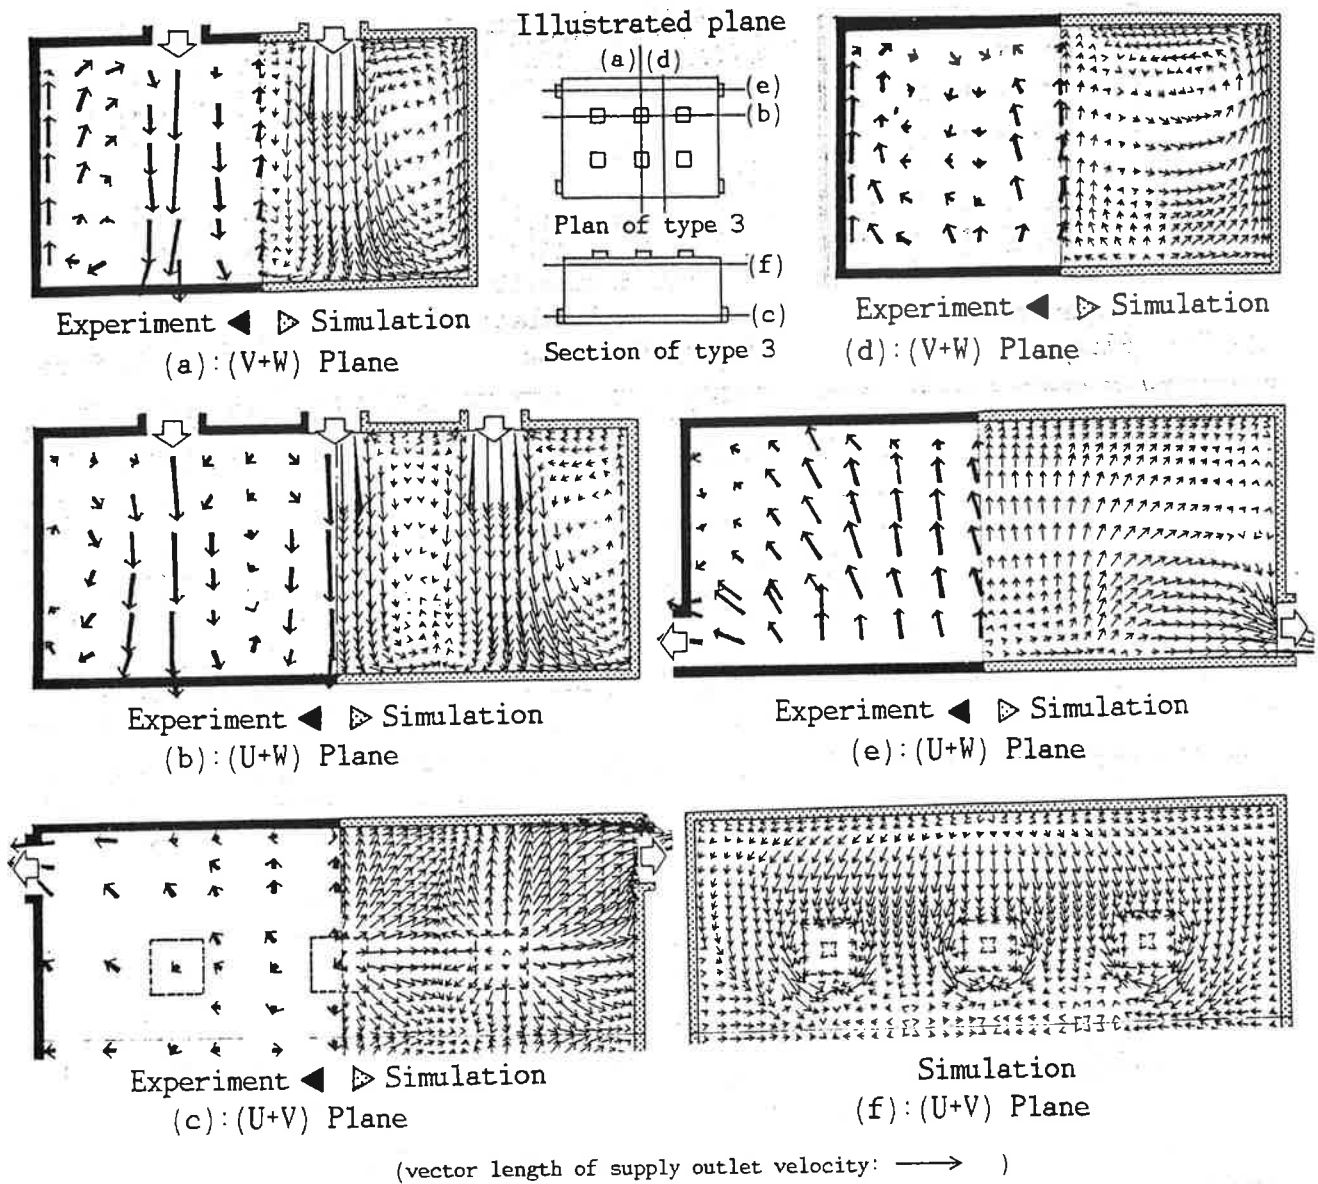 Illustrated plane
(a) (d)
(e)
(b)
Plan of type 3
(f)
(c)
Section of type 3
Experiment ◀ ▷ Simulation
(a):(V+W) Plane
Experiment ◀ ▷ Simulation
(d):(V+W) Plane
Experiment ◀ ▷ Simulation
(b):(U+W) Plane
Experiment ◀ ▷ Simulation
(e):(U+W) Plane
Experiment ◀ ▷ Simulation
(c):(U+V) Plane
Simulation
(f):(U+V) Plane
(vector length of supply outlet velocity: ⟶ )